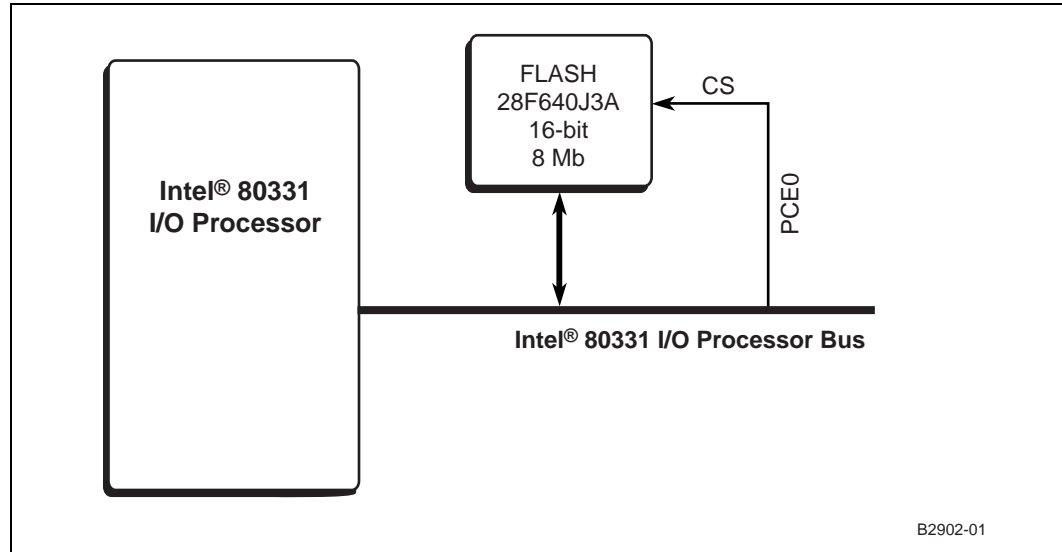 Intel® 80331
I/O Processor
FLASH
28F640J3A
16-bit
8 Mb
CS
PCE0
Intel® 80331 I/O Processor Bus
B2902-01